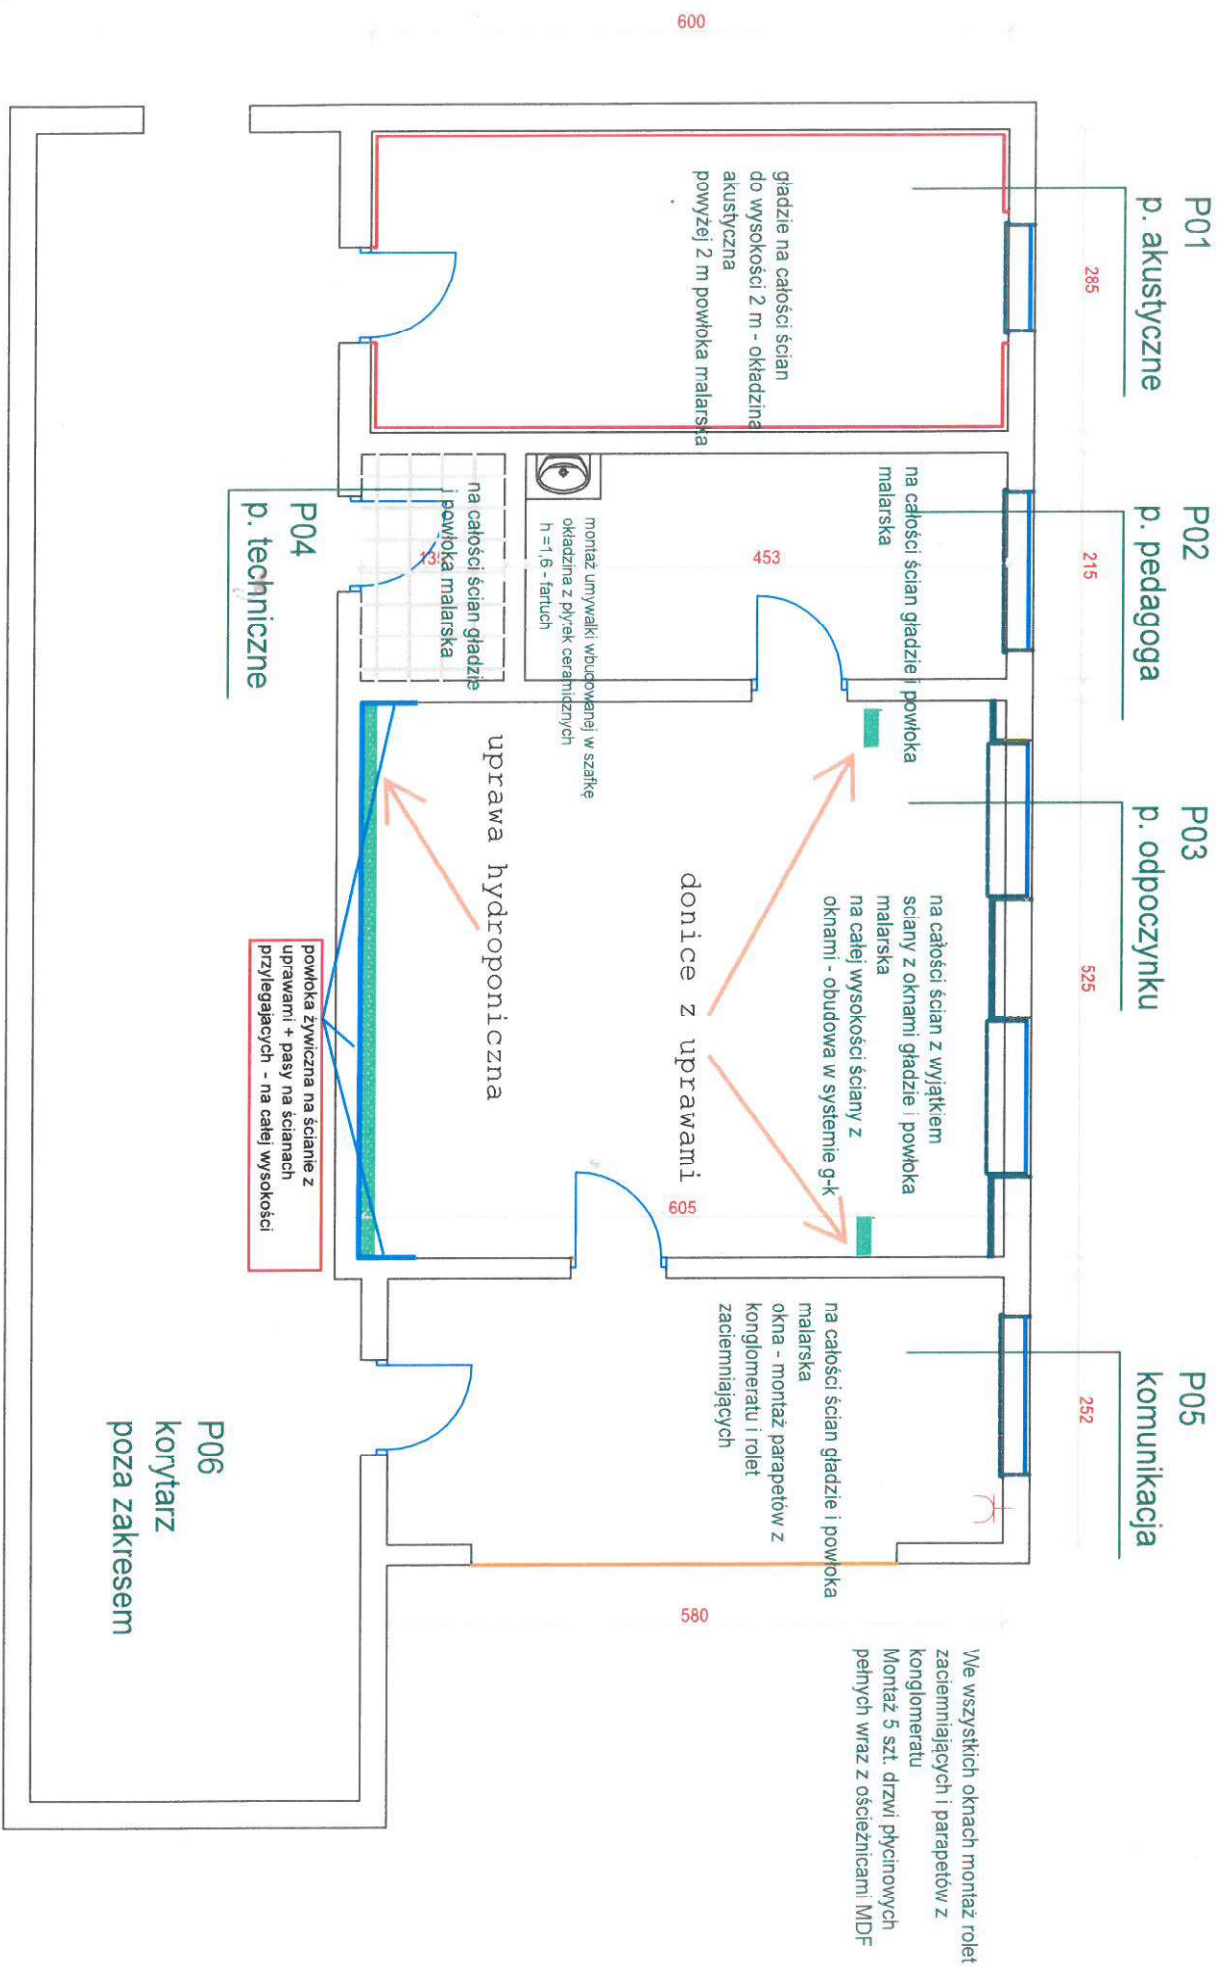 P01
p. akustyczne
P02
p. pedagoga
P03
p. odpoczynku
P05
komunikacja
285
215
525
252
600
gładzie na całości ścian
do wysokości 2 m - okładzina
akustyczna
powyżej 2 m powłoka malarska
na całości ścian gładzie i powłoka
malarska
453
montaż umywalki wbudowanej w szafkę
okładzina z płytek ceramicznych
h =1,6 - fartuch
na całości ścian gładzie
i powłoka malarska
P04
p. techniczne
na całości ścian z wyjątkiem
ściany z oknami gładzie i powłoka
malarska
na całej wysokości ściany z
oknami - obudowa w systemie g-k
donice z uprawami
605
uprawa hydroponiczna
powłoka żywiczna na ścianie z
uprawami + pasy na ścianach
przylegajacych - na całej wysokości
na całości ścian gładzie i powłoka
malarska
okna - montaż parapetów z
konglomeratu i rolet
zaciemniających
580
We wszystkich oknach montaż rolet
zaciemniających i parapetów z
konglomeratu
Montaż 5 szt. drzwi płycinowych
pełnych wraz z ościeżnicami MDF
P06
korytarz
poza zakresem